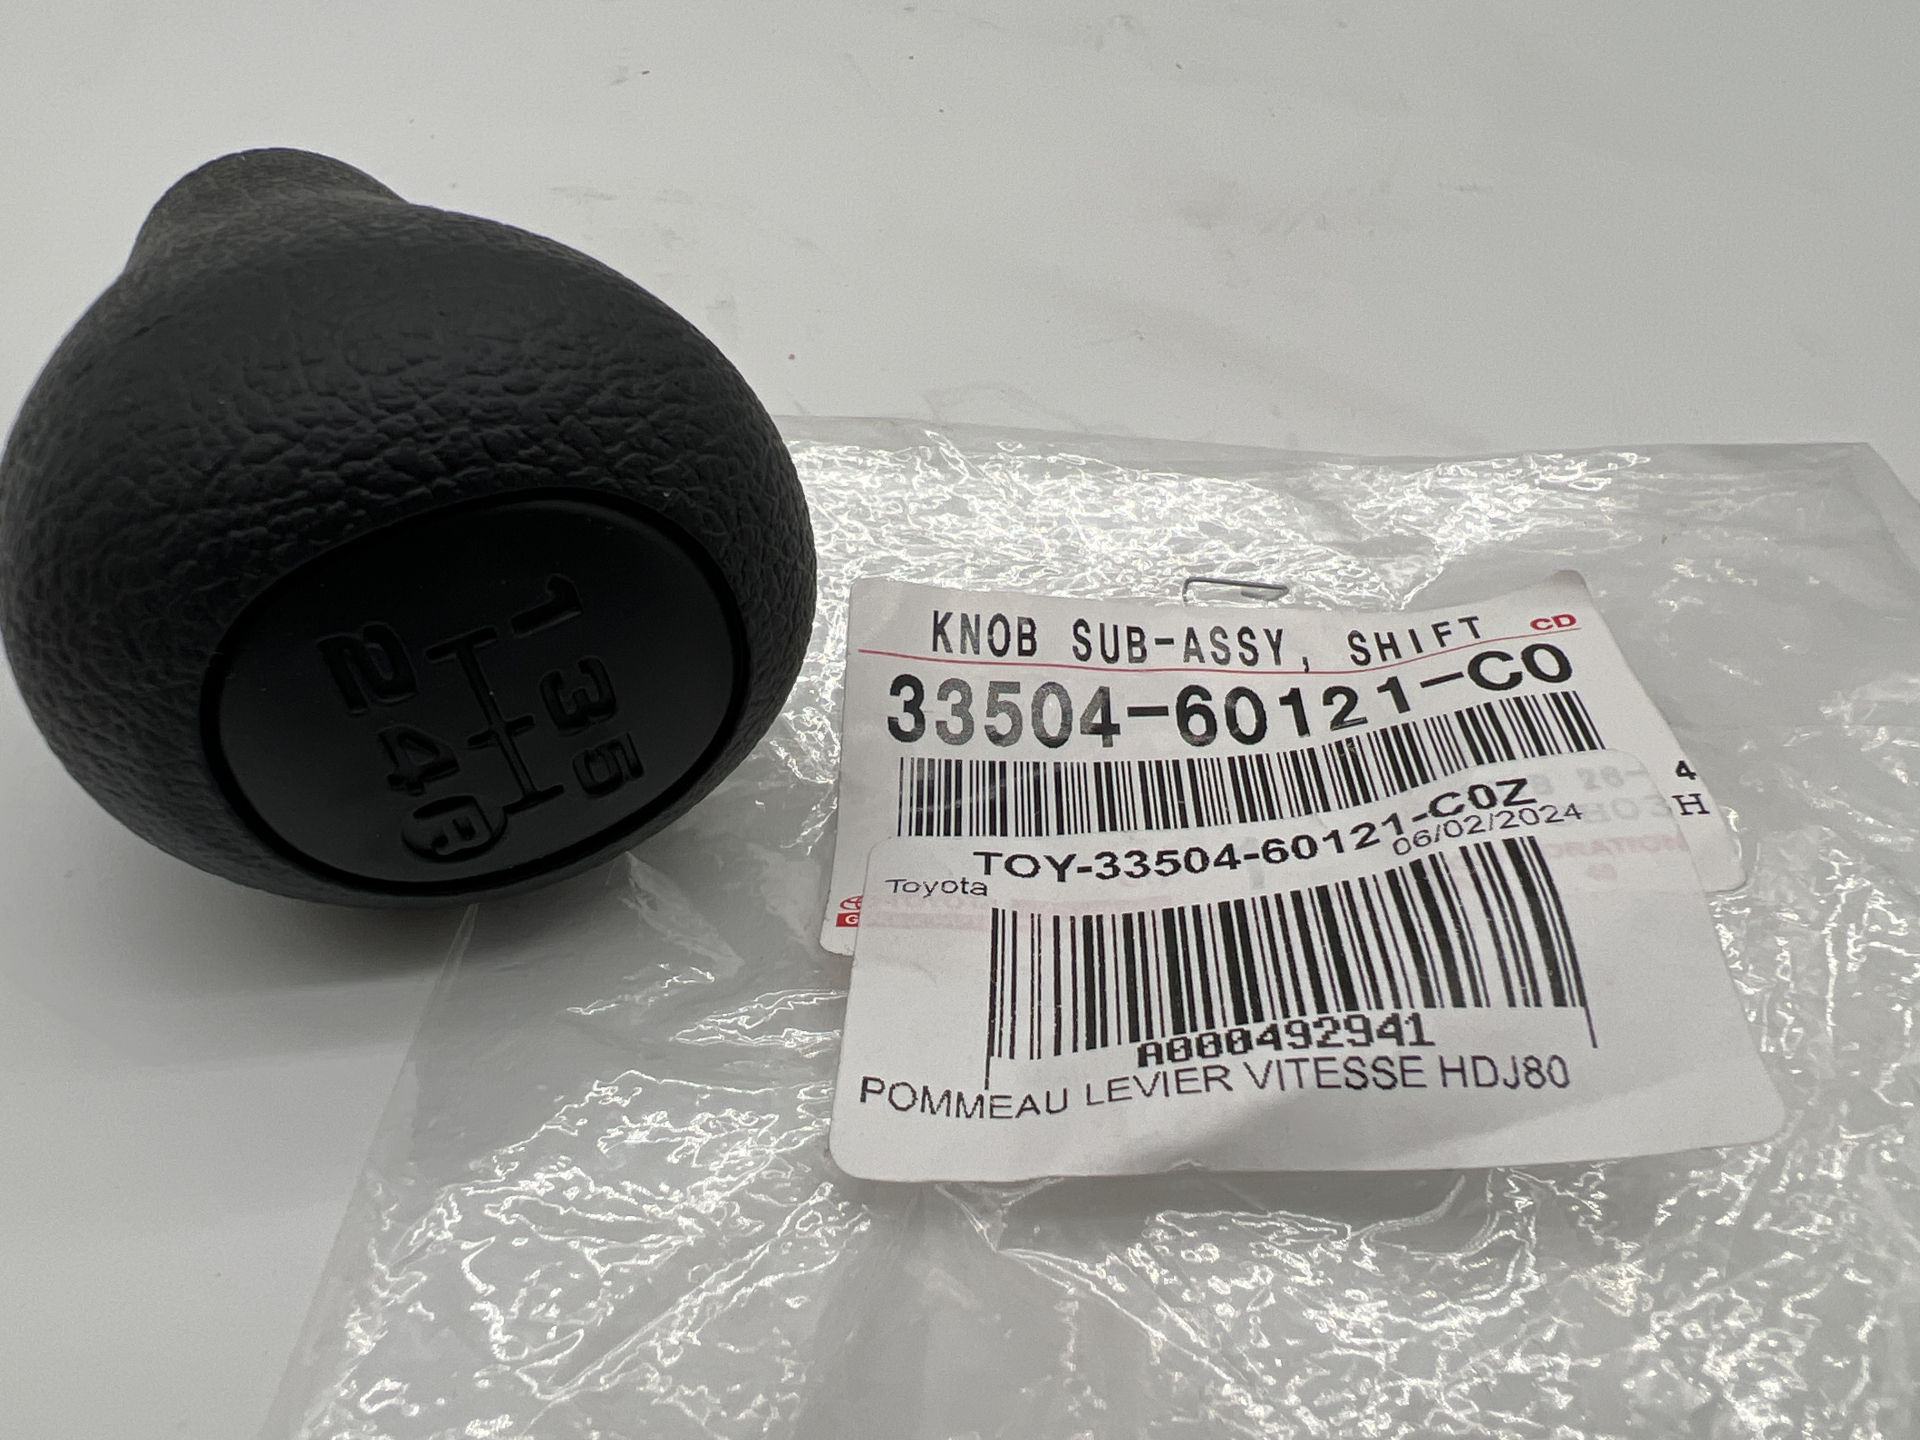 1 3 5
2 4 R
KNOB SUB-ASSY, SHIFT CD
33504-60121-C0
4
H
TOY-33504-60121-C0Z
06/02/2024
Toyota
A000492941
POMMEAU LEVIER VITESSE HDJ80